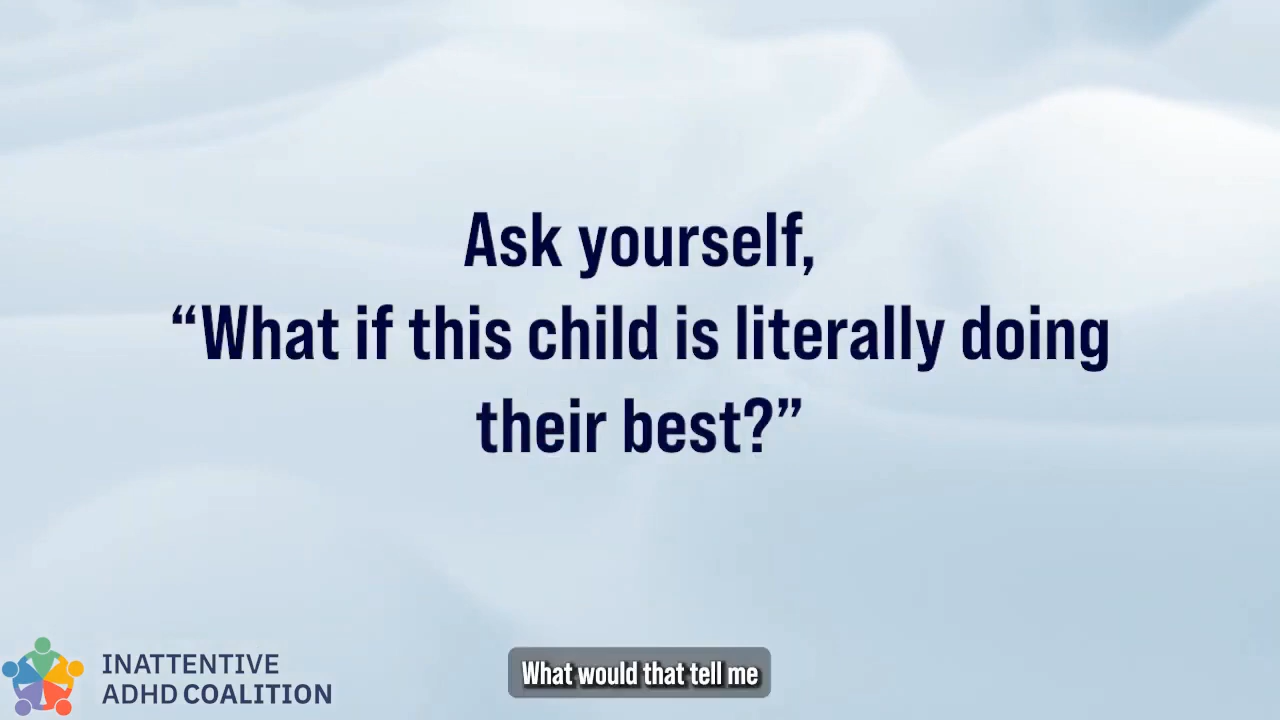 Ask yourself,
“What if this child is literally doing
their best?”
INATTENTIVE
ADHD COALITION
What would that tell me